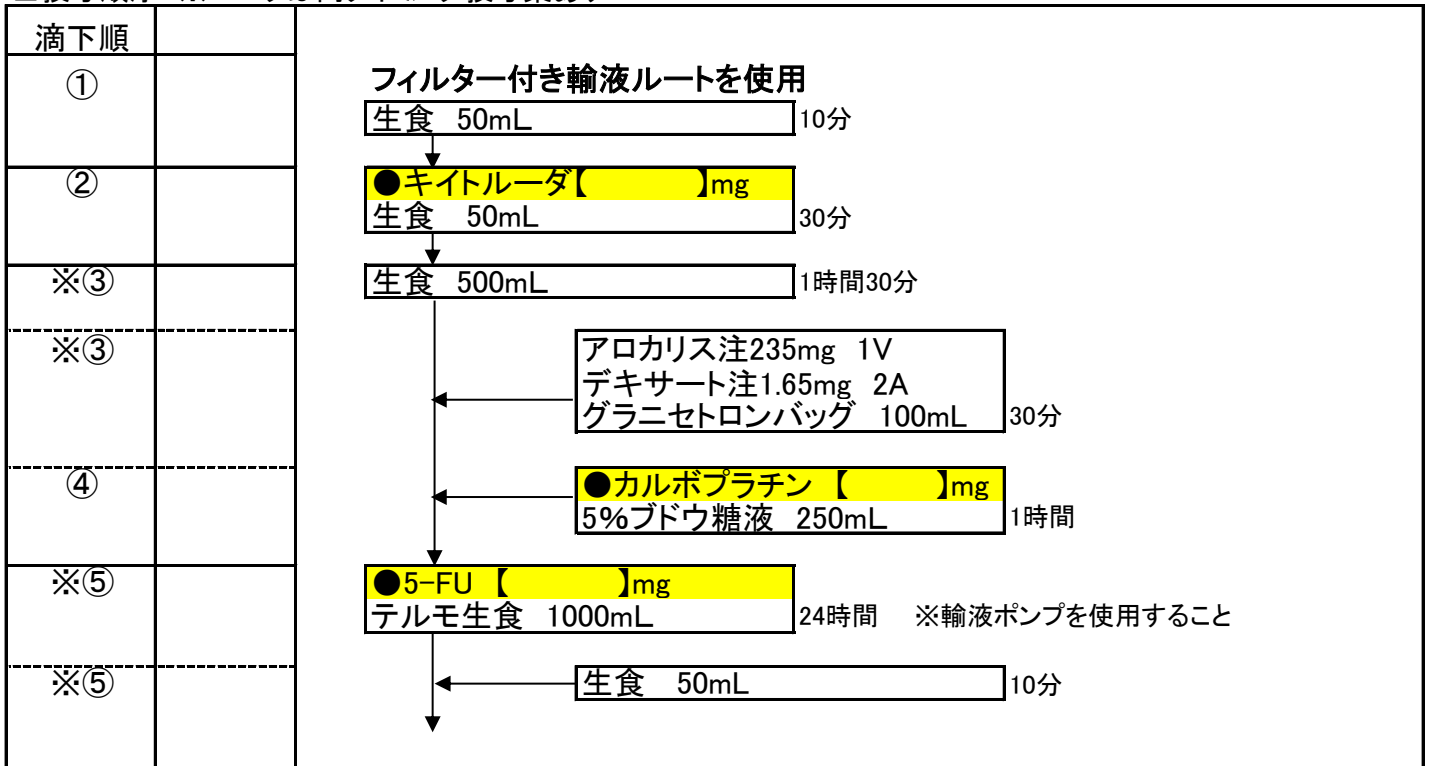 滴下順
① フィルター付き輸液ルートを使用
生食 50mL 10分
② ●キイトルーダ【 】mg
生食 50mL 30分
※③ 生食 500mL 1時間30分
※③ アロカリス注235mg 1V
デキサート注1.65mg 2A
グラニセトロンバッグ 100mL 30分
④ ●カルボプラチン 【 】mg
5%ブドウ糖液 250mL 1時間
※⑤ ●5-FU 【 】mg
テルモ生食 1000mL 24時間 ※輸液ポンプを使用すること
※⑤ 生食 50mL 10分